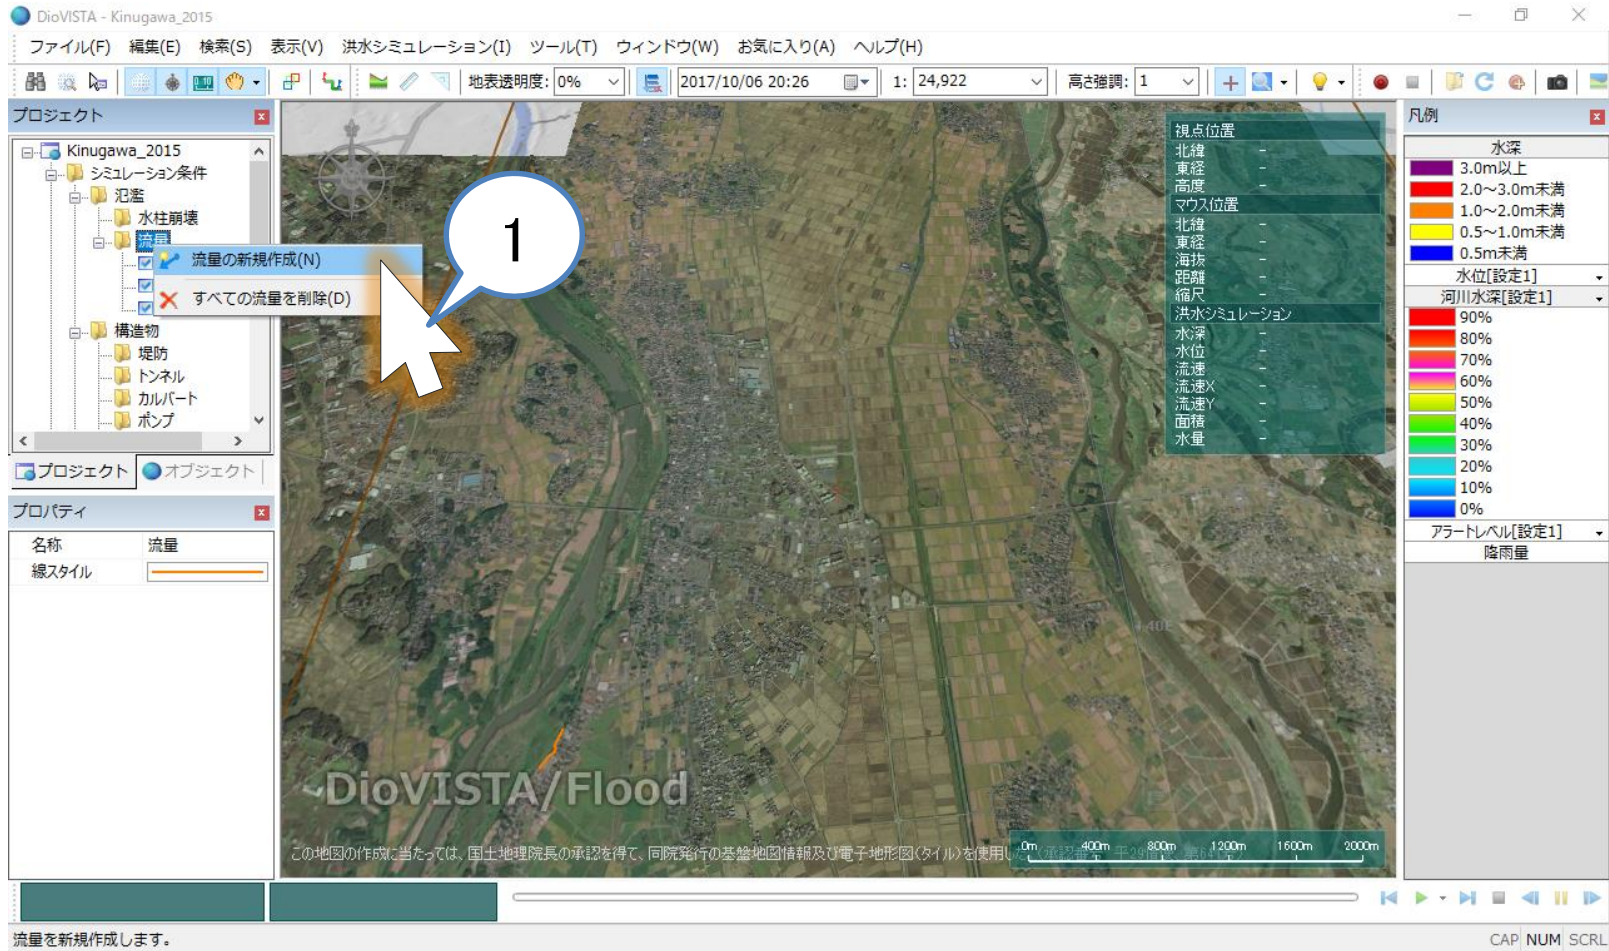 DioVISTA - Kinugawa_2015
ファイル(F) 編集(E) 検索(S) 表示(V) 洪水シミュレーション(I) ツール(T) ウィンドウ(W) お気に入り(A) ヘルプ(H)
地表透明度: 0% 2017/10/06 20:26 1: 24,922 高さ強調: 1
プロジェクト
Kinugawa_2015
シミュレーション条件
氾濫
水柱崩壊
流量
流量の新規作成(N)
すべての流量を削除(D)
構造物
堤防
トンネル
カルバート
ポンプ
プロジェクト オブジェクト
プロパティ
名称 流量
線スタイル
1
視点位置
北緯 -
東経 -
高度 -
マウス位置
北緯 -
東経 -
海抜 -
距離 -
縮尺 -
洪水シミュレーション
水深 -
水位 -
流速 -
流速X -
流速Y -
面積 -
水量 -
DioVISTA/Flood
この地図の作成に当たっては、国土地理院長の承認を得て、同院発行の基盤地図情報及び電子地形図(タイル)を使用し
0m 400m 800m 1200m 1600m 2000m
凡例
水深
3.0m以上
2.0～3.0m未満
1.0～2.0m未満
0.5～1.0m未満
0.5m未満
水位[設定1]
河川水深[設定1]
90%
80%
70%
60%
50%
40%
30%
20%
10%
0%
アラートレベル[設定1]
降雨量
流量を新規作成します。
CAP NUM SCRL